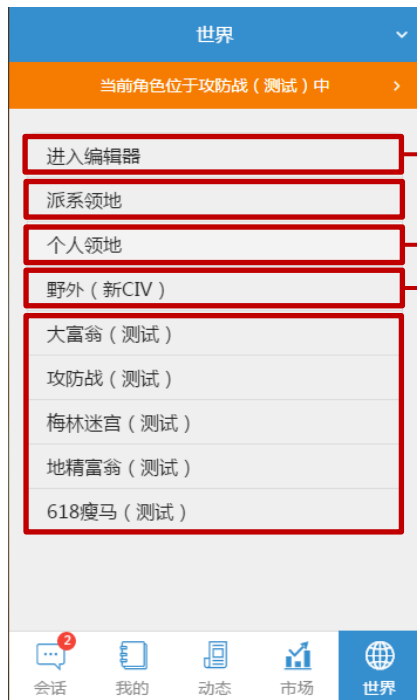 世界
当前角色位于攻防战（测试）中
进入编辑器
派系领地
个人领地
野外（新CIV）
大富翁（测试）
攻防战（测试）
梅林迷宫（测试）
地精富翁（测试）
618瘦马（测试）
2
会话 我的 动态 市场 世界